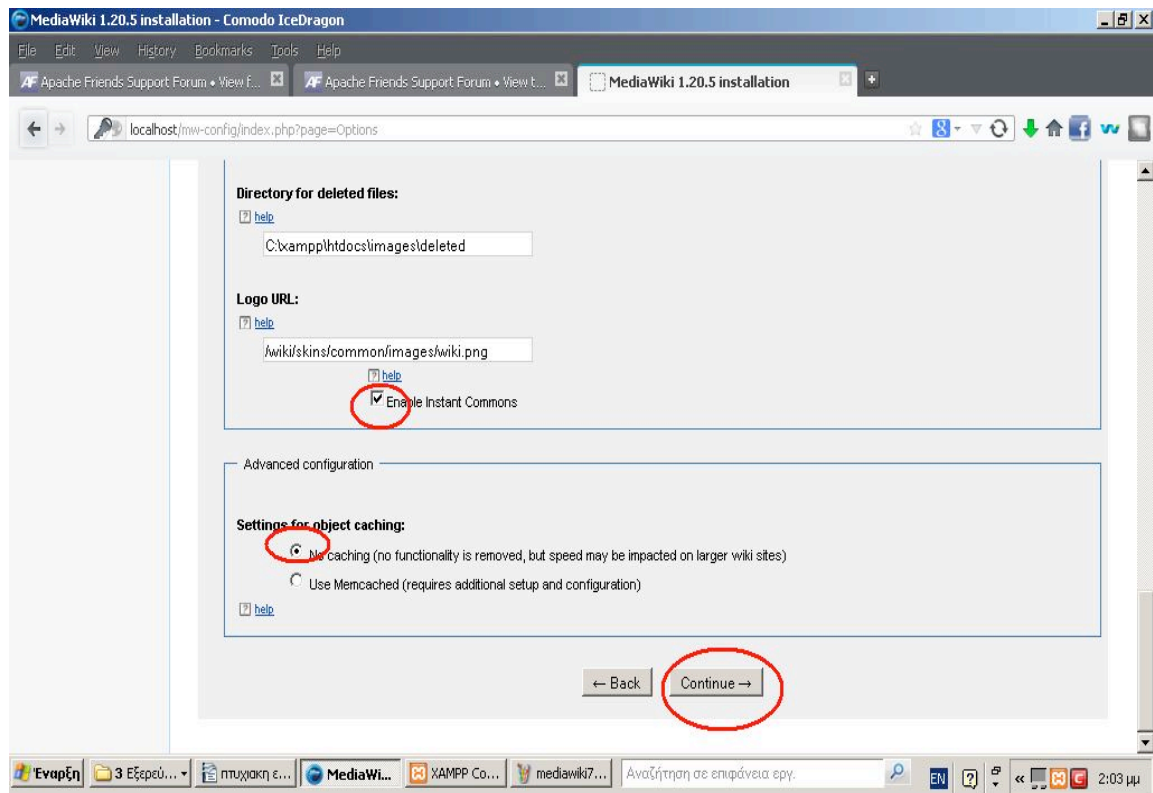 MediaWiki 1.20.5 installation - Comodo IceDragon
File Edit View History Bookmarks Tools Help
Apache Friends Support Forum • View f... Apache Friends Support Forum • View t... MediaWiki 1.20.5 installation
localhost/mw-config/index.php?page=Options
Directory for deleted files:
help
C:\xampp\htdocs\images\deleted
Logo URL:
help
/wiki/skins/common/images/wiki.png
help
Enable Instant Commons
Advanced configuration
Settings for object caching:
No caching (no functionality is removed, but speed may be impacted on larger wiki sites)
Use Memcached (requires additional setup and configuration)
help
← Back Continue →
Έναρξη 3 Εξερεύ... πτυχιακη ε... MediaWi... XAMPP Co... mediawiki7... Αναζήτηση σε επιφάνεια εργ. EN « 2:03 μμ